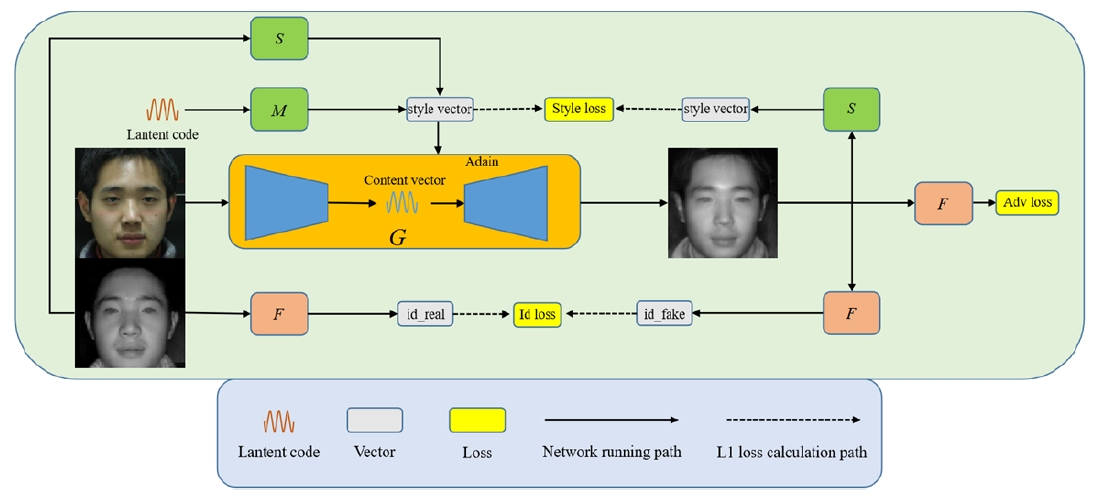 S
Lantent code
M
style vector
Style loss
style vector
S
Adain
Content vector
G
F
Adv loss
F
id_real
Id loss
id_fake
F
Lantent code
Vector
Loss
Network running path
L1 loss calculation path